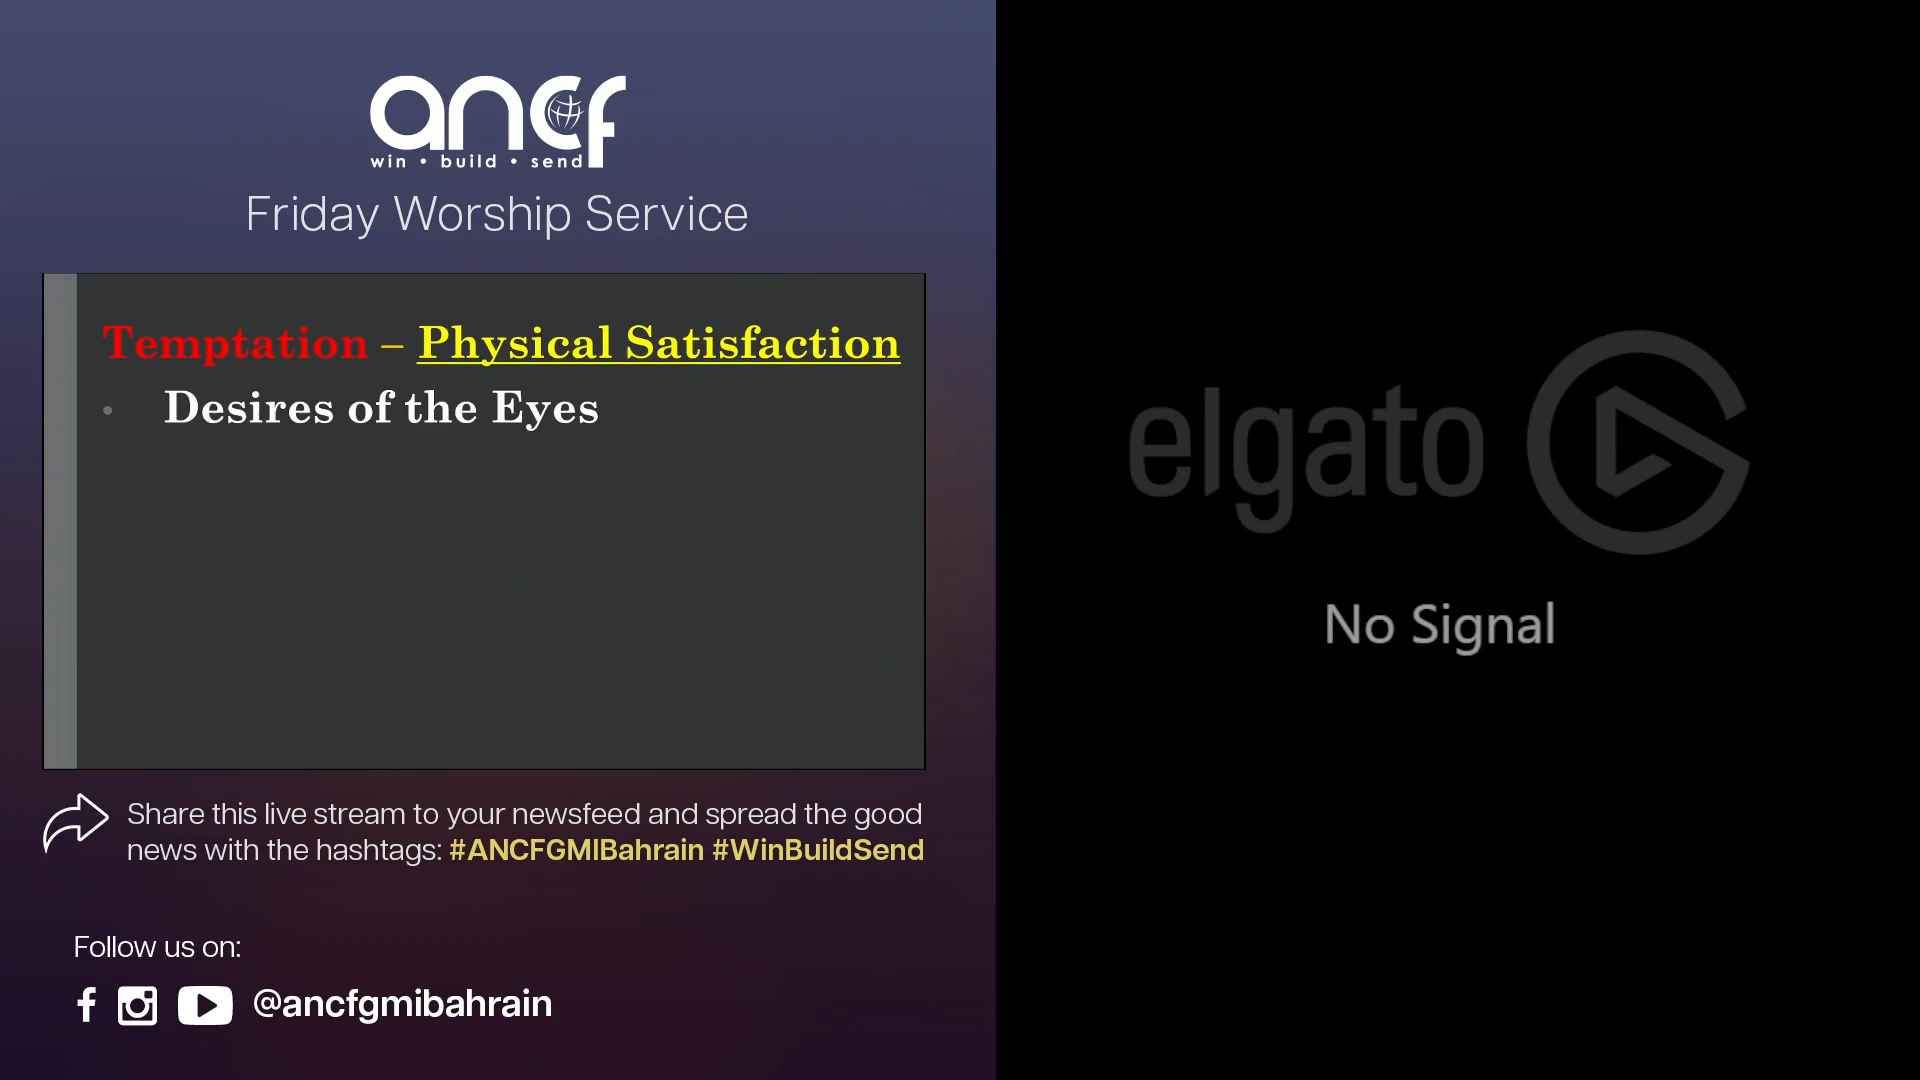 ancf
win • build • send
Friday Worship Service
Temptation – Physical Satisfaction
• Desires of the Eyes
Share this live stream to your newsfeed and spread the good
news with the hashtags: #ANCFGMIBahrain #WinBuildSend
Follow us on:
@ancfgmibahrain
elgato
No Signal